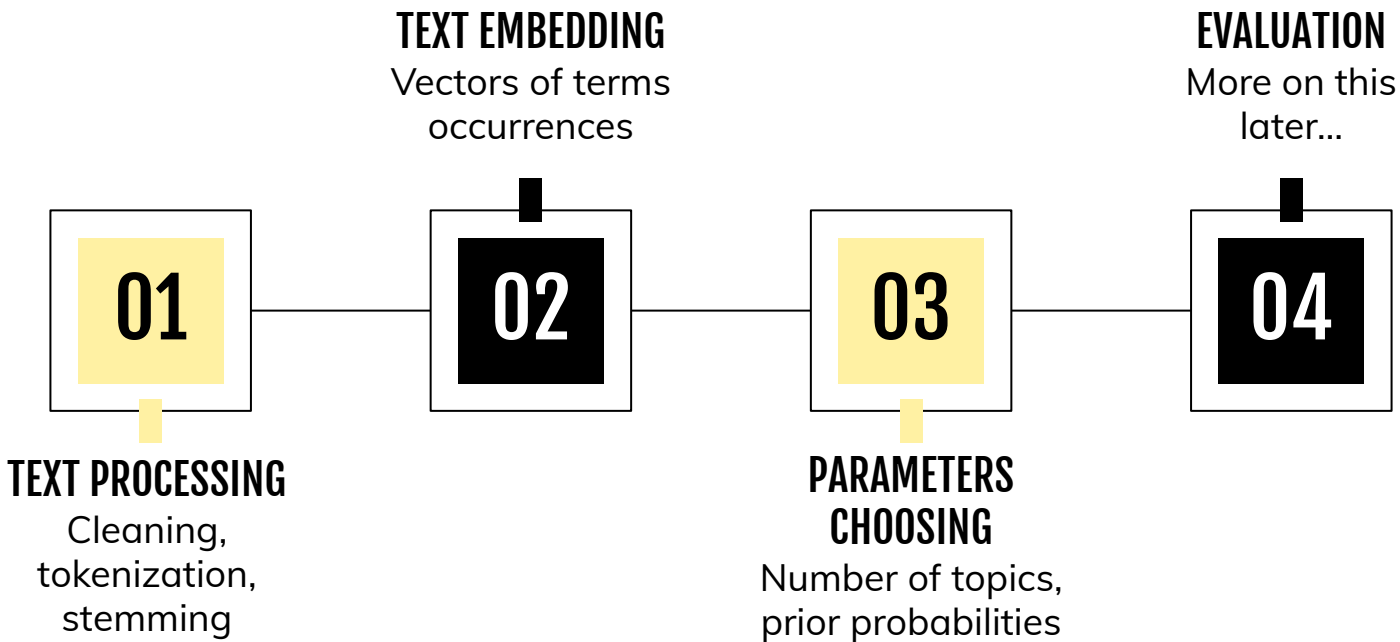 01
TEXT PROCESSING
Cleaning,
tokenization,
stemming
TEXT EMBEDDING
Vectors of terms
occurrences
02
03
PARAMETERS
CHOOSING
Number of topics,
prior probabilities
EVALUATION
More on this
later...
04